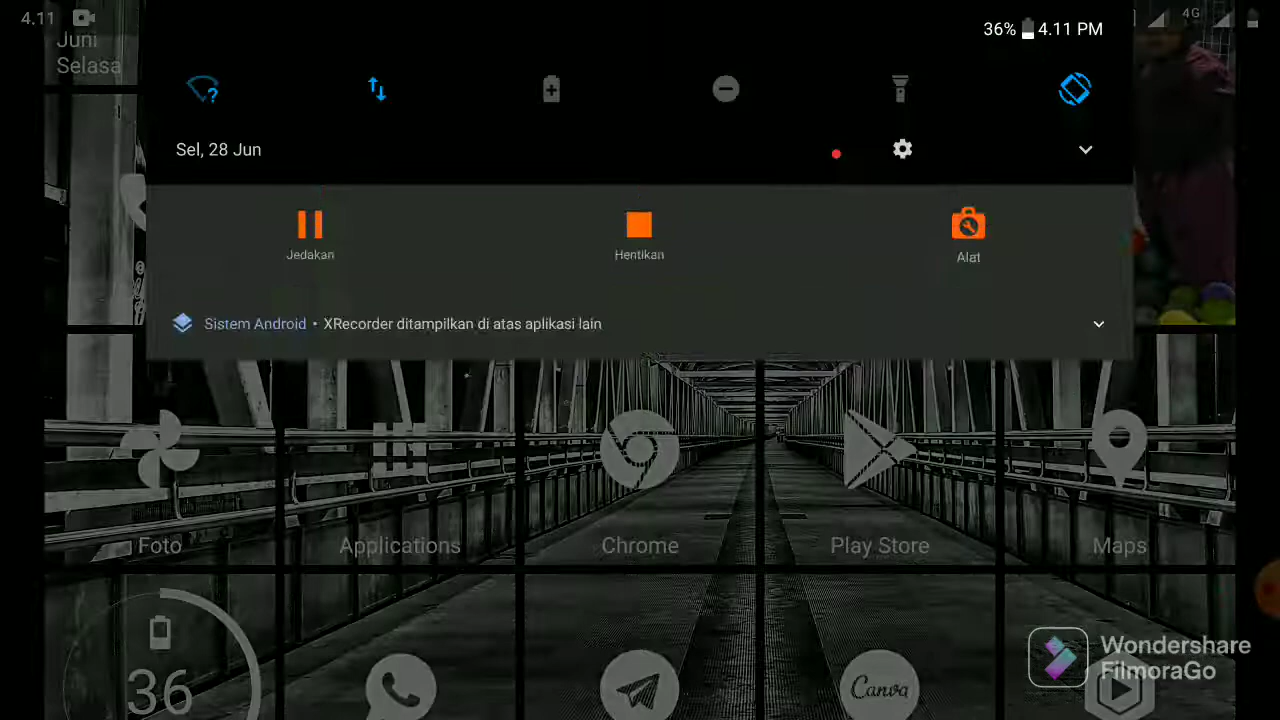 4.11
36% 4.11 PM
4G
Juni
Selasa
Sel, 28 Jun
Jedakan
Hentikan
Alat
Sistem Android • XRecorder ditampilkan di atas aplikasi lain
Foto
Applications
Chrome
Play Store
Maps
36
Canva
Wondershare
FilmoraGo